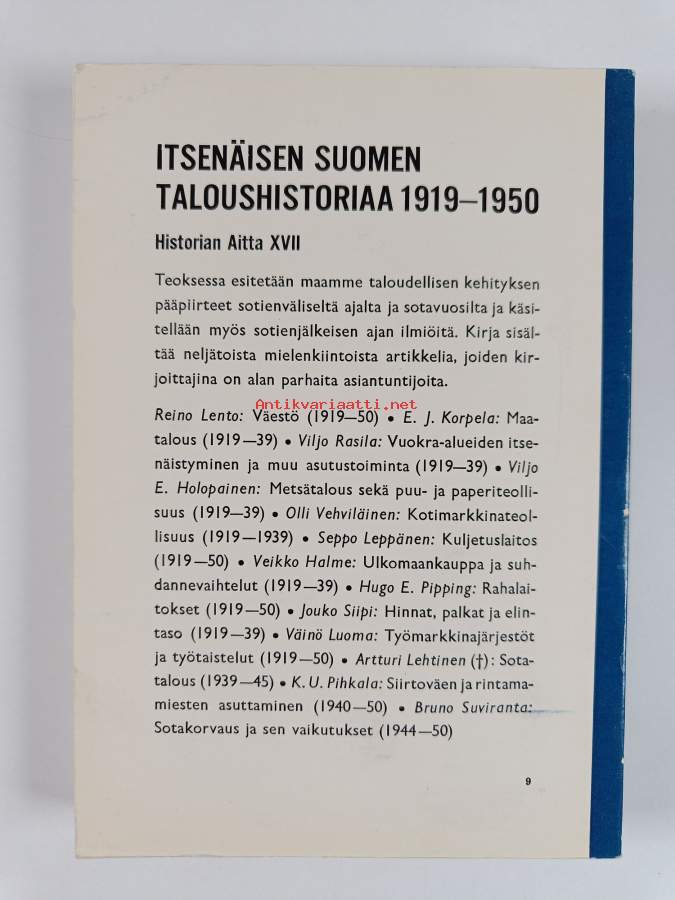 ITSENÄISEN SUOMEN
TALOUSHISTORIAA 1919—1950
Historian Aitta XVII
Teoksessa esitetään maamme taloudellisen kehityksen
pääpiirteet sotienväliseltä ajalta ja sotavuosilta ja käsi-
tellään myös sotienjälkeisen ajan ilmiöitä. Kirja sisäl-
tää neljätoista mielenkiintoista artikkelia, joiden kir-
joittajina on alan parhaita asiantuntijoita.
Antikvariaatti.net
Reino Lento: Väestö (1919—50) • E. J. Korpela: Maa-
talous (1919—39) • Viljo Rasila: Vuokra-alueiden itse-
näistyminen ja muu asutustoiminta (1919—39) • Viljo
E. Holopainen: Metsätalous sekä puu- ja paperiteolli-
suus (1919—39) • Olli Vehviläinen: Kotimarkkinateol-
lisuus (1919—1939) • Seppo Leppänen: Kuljetuslaitos
(1919—50) • Veikko Halme: Ulkomaankauppa ja suh-
dannevaihtelut (1919—39) • Hugo E. Pipping: Rahalai-
tokset (1919—50) • Jouko Siipi: Hinnat, palkat ja elin-
taso (1919—39) • Väinö Luoma: Työmarkkinajärjestöt
ja työtaistelut (1919—50) • Artturi Lehtinen (†): Sota-
talous (1939—45) • K. U. Pihkala: Siirtoväen ja rintama-
miesten asuttaminen (1940—50) • Bruno Suviranta:
Sotakorvaus ja sen vaikutukset (1944—50)
9